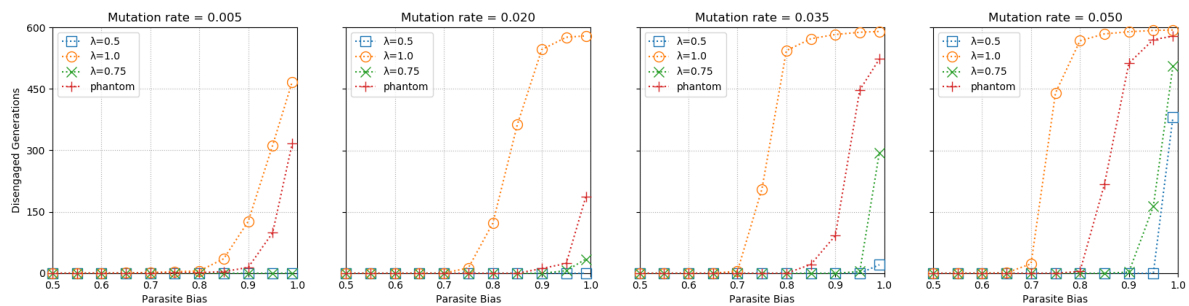 Mutation rate = 0.005
600
450
300
150
0
Disengaged Generations
λ=0.5
λ=1.0
λ=0.75
phantom
0.5 0.6 0.7 0.8 0.9 1.0
Parasite Bias
Mutation rate = 0.020
λ=0.5
λ=1.0
λ=0.75
phantom
0.5 0.6 0.7 0.8 0.9 1.0
Parasite Bias
Mutation rate = 0.035
λ=0.5
λ=1.0
λ=0.75
phantom
0.5 0.6 0.7 0.8 0.9 1.0
Parasite Bias
Mutation rate = 0.050
λ=0.5
λ=1.0
λ=0.75
phantom
0.5 0.6 0.7 0.8 0.9 1.0
Parasite Bias